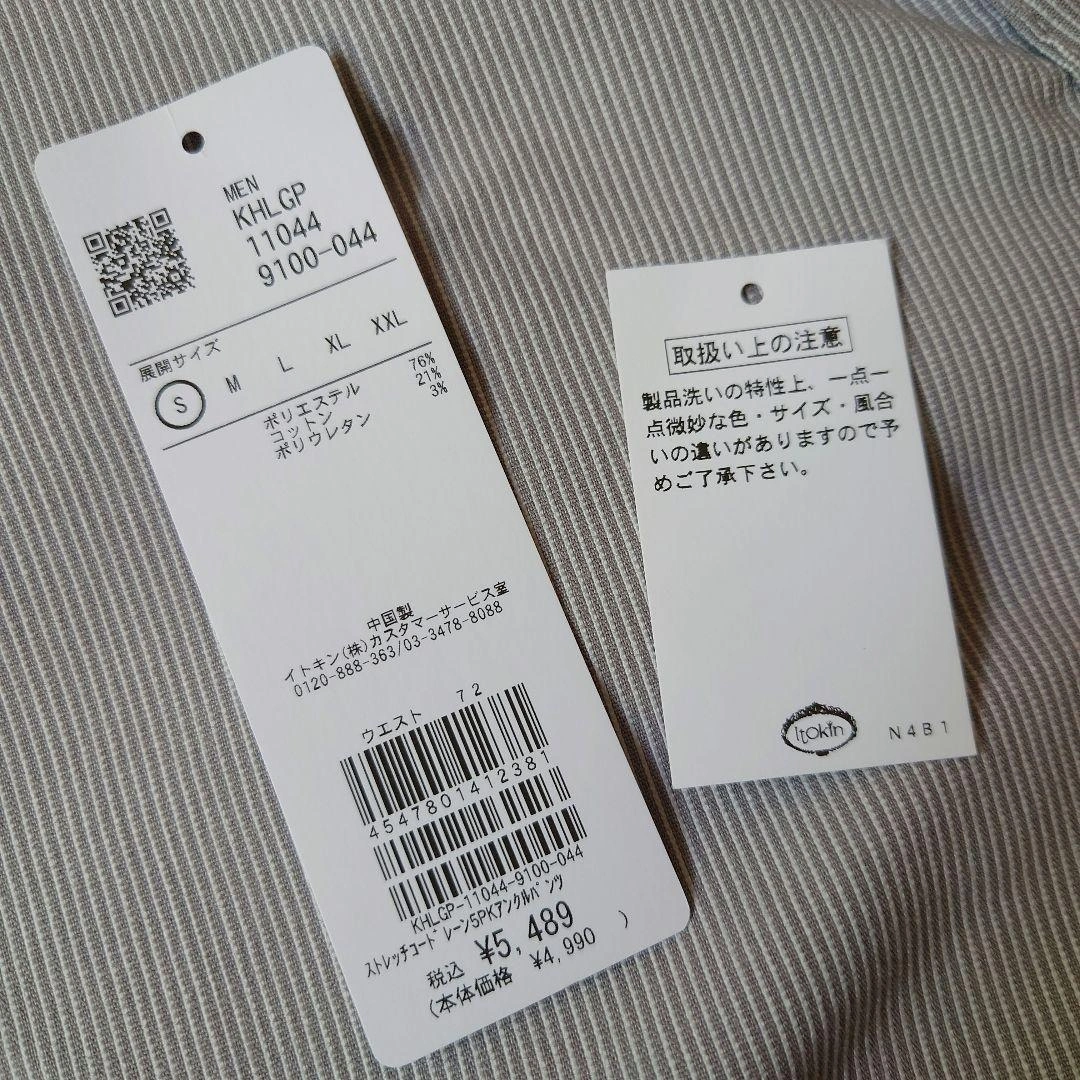 MEN
KHLGP
11044
9100-044
展開サイズ
S M L XL XXL
ポリエステル 76%
コットン 21%
ポリウレタン 3%
中国製
イトキン(株)カスタマーサービス室
0120-888-363/03-3478-8088
ウエスト 72
4547801412381
KHLGP-11044-9100-044
ｽﾄﾚｯﾁｺｰﾄﾞﾚｰﾝ5PKｱﾝｸﾙﾊﾟﾝﾂ
税込 ¥5,489
(本体価格 ¥4,990 )
取扱い上の注意
製品洗いの特性上、一点一
点微妙な色・サイズ・風合
いの違いがありますので予
めご了承下さい。
Itokin
N4B1